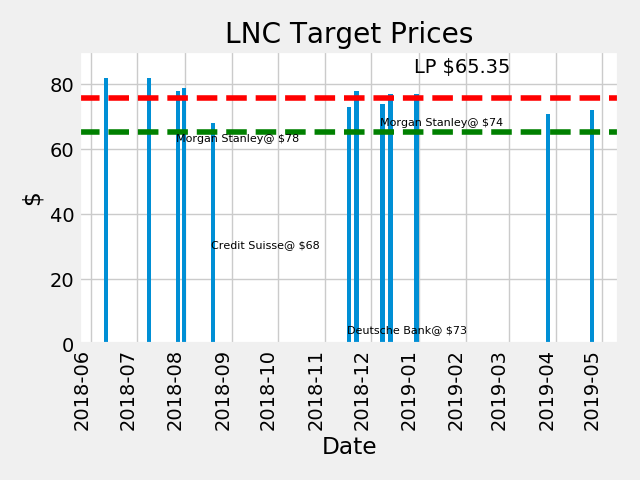 LNC Target Prices
LP $65.35
80
Morgan Stanley@ $74
Morgan Stanley@ $78
60
$
40
Credit Suisse@ $68
20
Deutsche Bank@ $73
0
2018-06
2018-07
2018-08
2018-09
2018-10
2018-11
2018-12
2019-01
2019-02
2019-03
2019-04
2019-05
Date